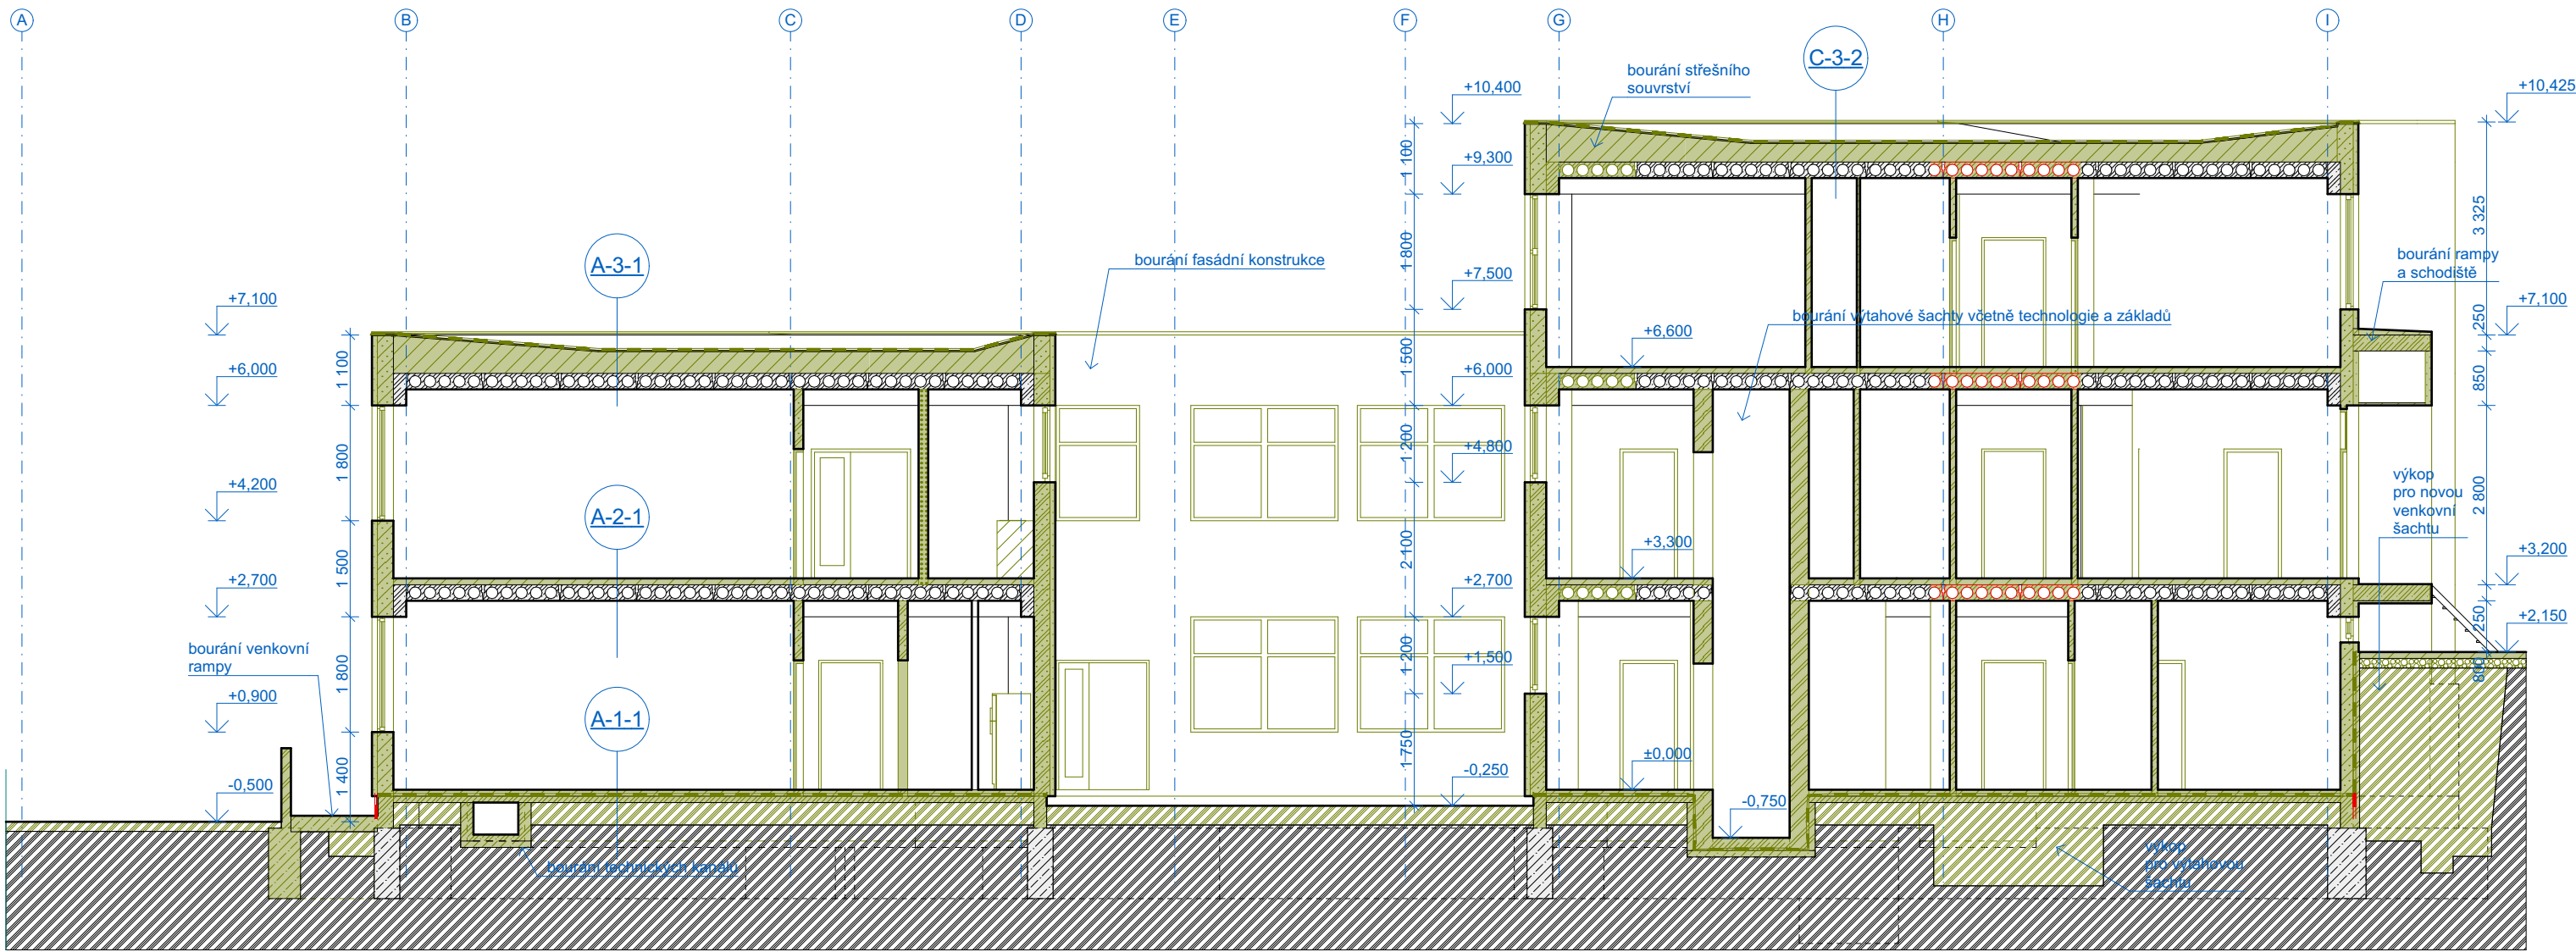 A
B
C
D
E
F
G
H
I
C-3-2
bourání střešního
souvrství
+10,400
+10,425
1 100
+9,300
3 325
A-3-1
bourání fasádní konstrukce
1 800
+7,500
bourání rampy
a schodiště
+7,100
+7,100
250
+6,600
bourání výtahové šachty včetně technologie a základů
1 100
+6,000
1 500
+6,000
850
1 800
1 200
+4,800
+4,200
A-2-1
2 800
výkop
pro novou
venkovní
šachtu
1 500
2 100
+3,300
+3,200
+2,700
+2,700
250
+2,150
bourání venkovní
rampy
1 800
1 200
+1,500
800
+0,900
A-1-1
1 400
1 750
±0,000
-0,500
-0,250
-0,750
bourání technických kanálů
výkop
pro výtahovou
šachtu